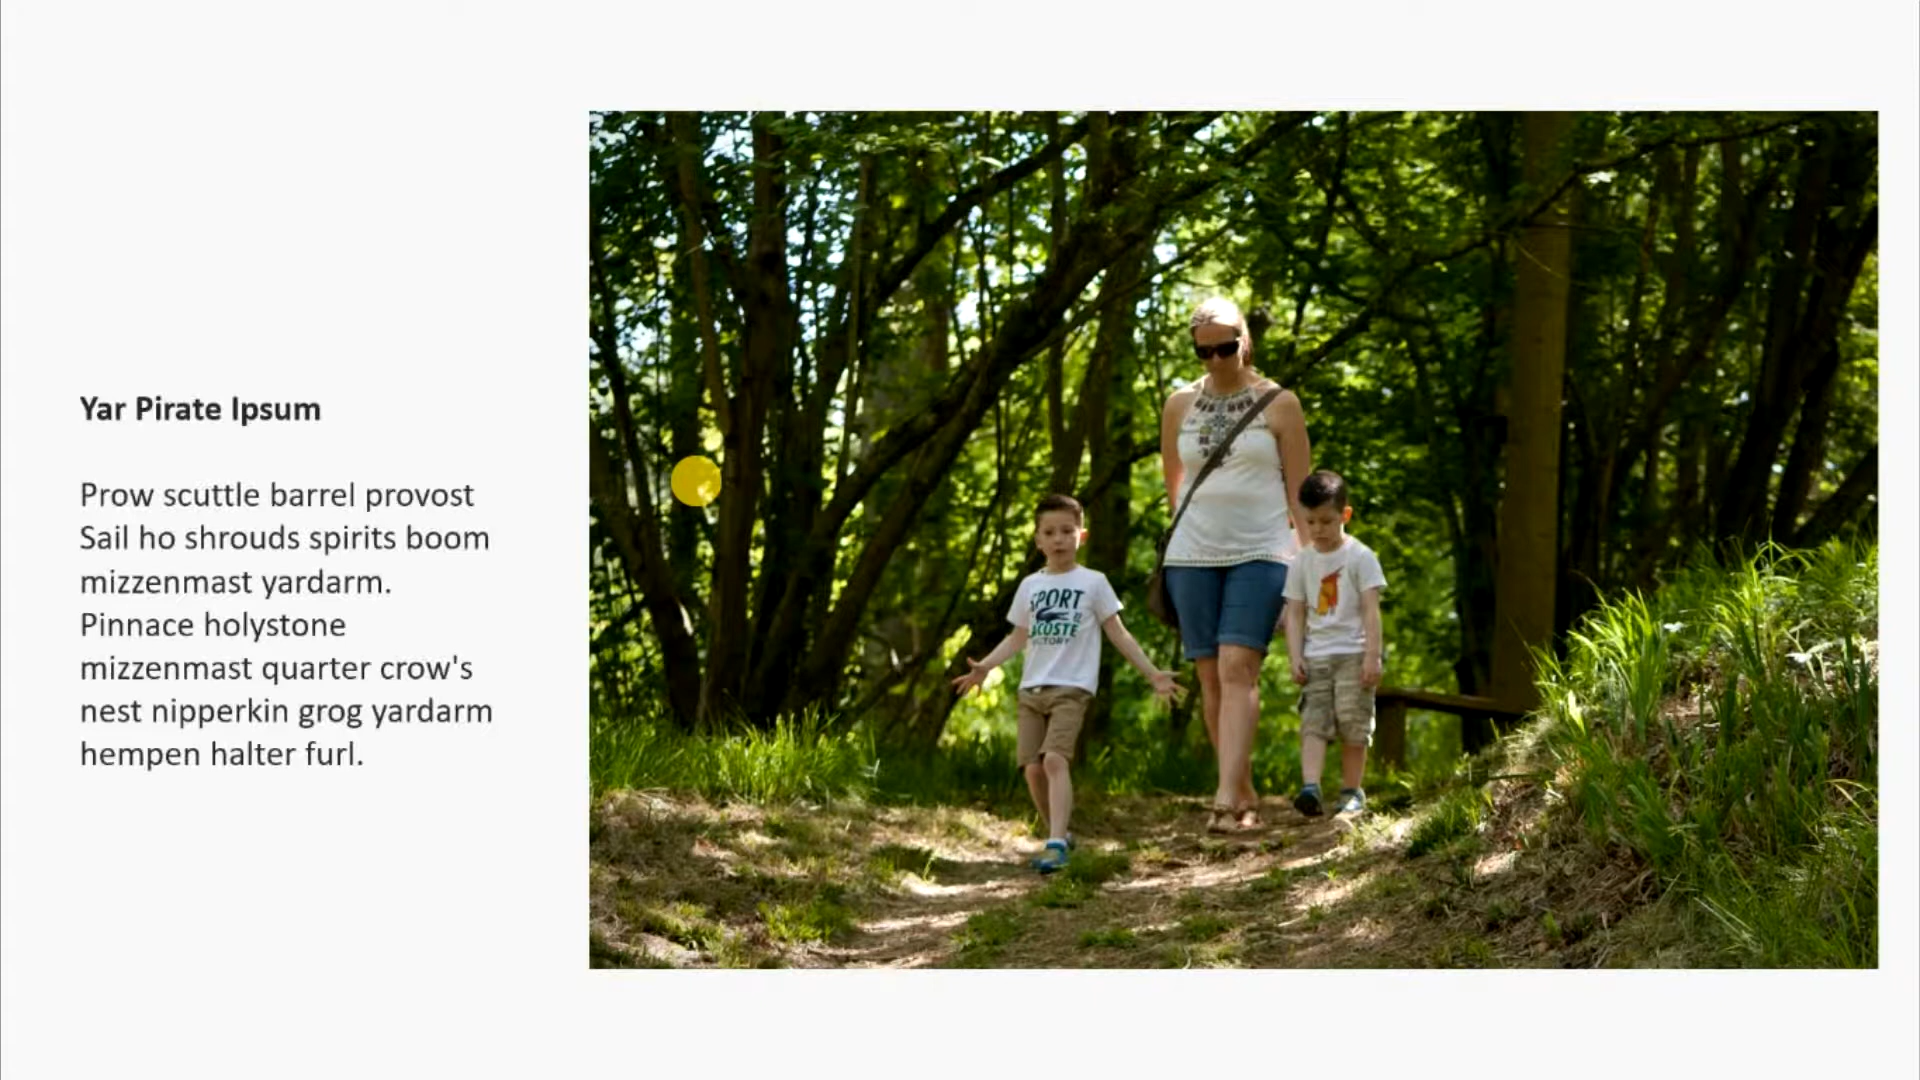 Yar Pirate Ipsum
Prow scuttle barrel provost
Sail ho shrouds spirits boom
mizzenmast yardarm.
Pinnace holystone
mizzenmast quarter crow's
nest nipperkin grog yardarm
hempen halter furl.
SPORT
LACOSTE